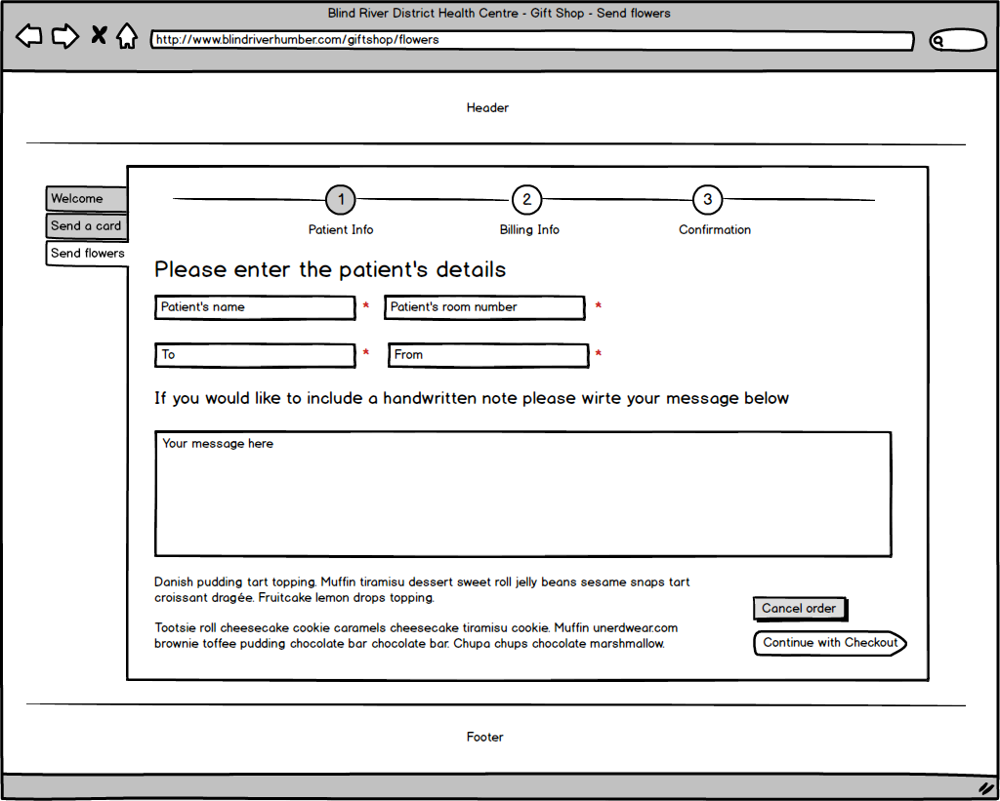 Blind River District Health Centre - Gift Shop - Send flowers
http://www.blindriverhumber.com/giftshop/flowers
Header
Welcome
Send a card
Send flowers
1 2 3
Patient Info Billing Info Confirmation
Please enter the patient's details
Patient's name * Patient's room number *
To * From *
If you would like to include a handwritten note please wirte your message below
Your message here
Danish pudding tart topping. Muffin tiramisu dessert sweet roll jelly beans sesame snaps tart
croissant dragée. Fruitcake lemon drops topping.
Tootsie roll cheesecake cookie caramels cheesecake tiramisu cookie. Muffin unerdwear.com
brownie toffee pudding chocolate bar chocolate bar. Chupa chups chocolate marshmallow.
Cancel order
Continue with Checkout
Footer